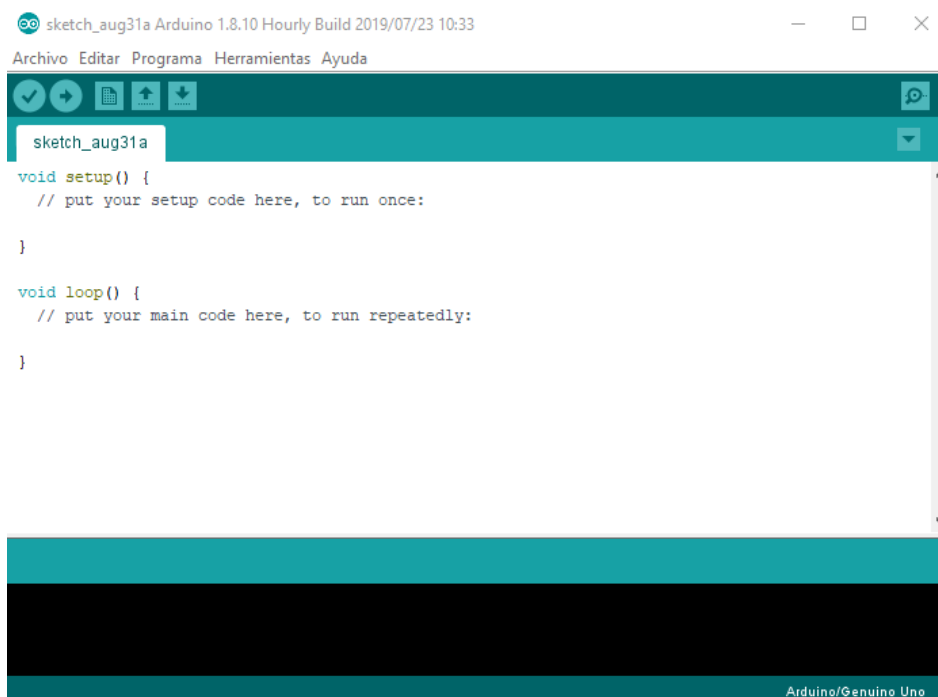 sketch_aug31a Arduino 1.8.10 Hourly Build 2019/07/23 10:33
Archivo Editar Programa Herramientas Ayuda
sketch_aug31a
void setup() {
  // put your setup code here, to run once:
}
void loop() {
  // put your main code here, to run repeatedly:
}
Arduino/Genuino Uno